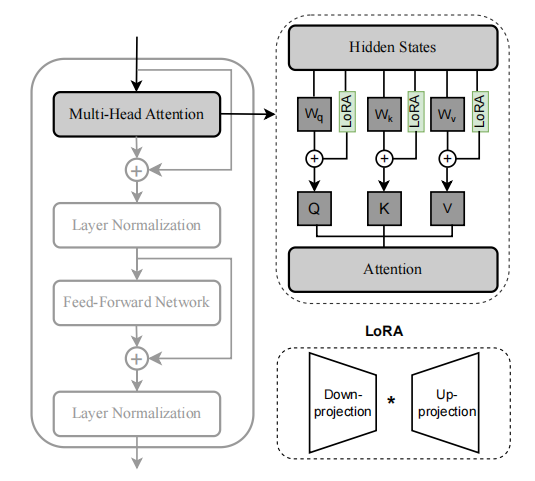 Multi-Head Attention
+
Layer Normalization
Feed-Forward Network
+
Layer Normalization
Hidden States
Wq LoRA Wk LoRA Wv LoRA
+ + +
Q K V
Attention
LoRA
Down-
projection
*
Up-
projection